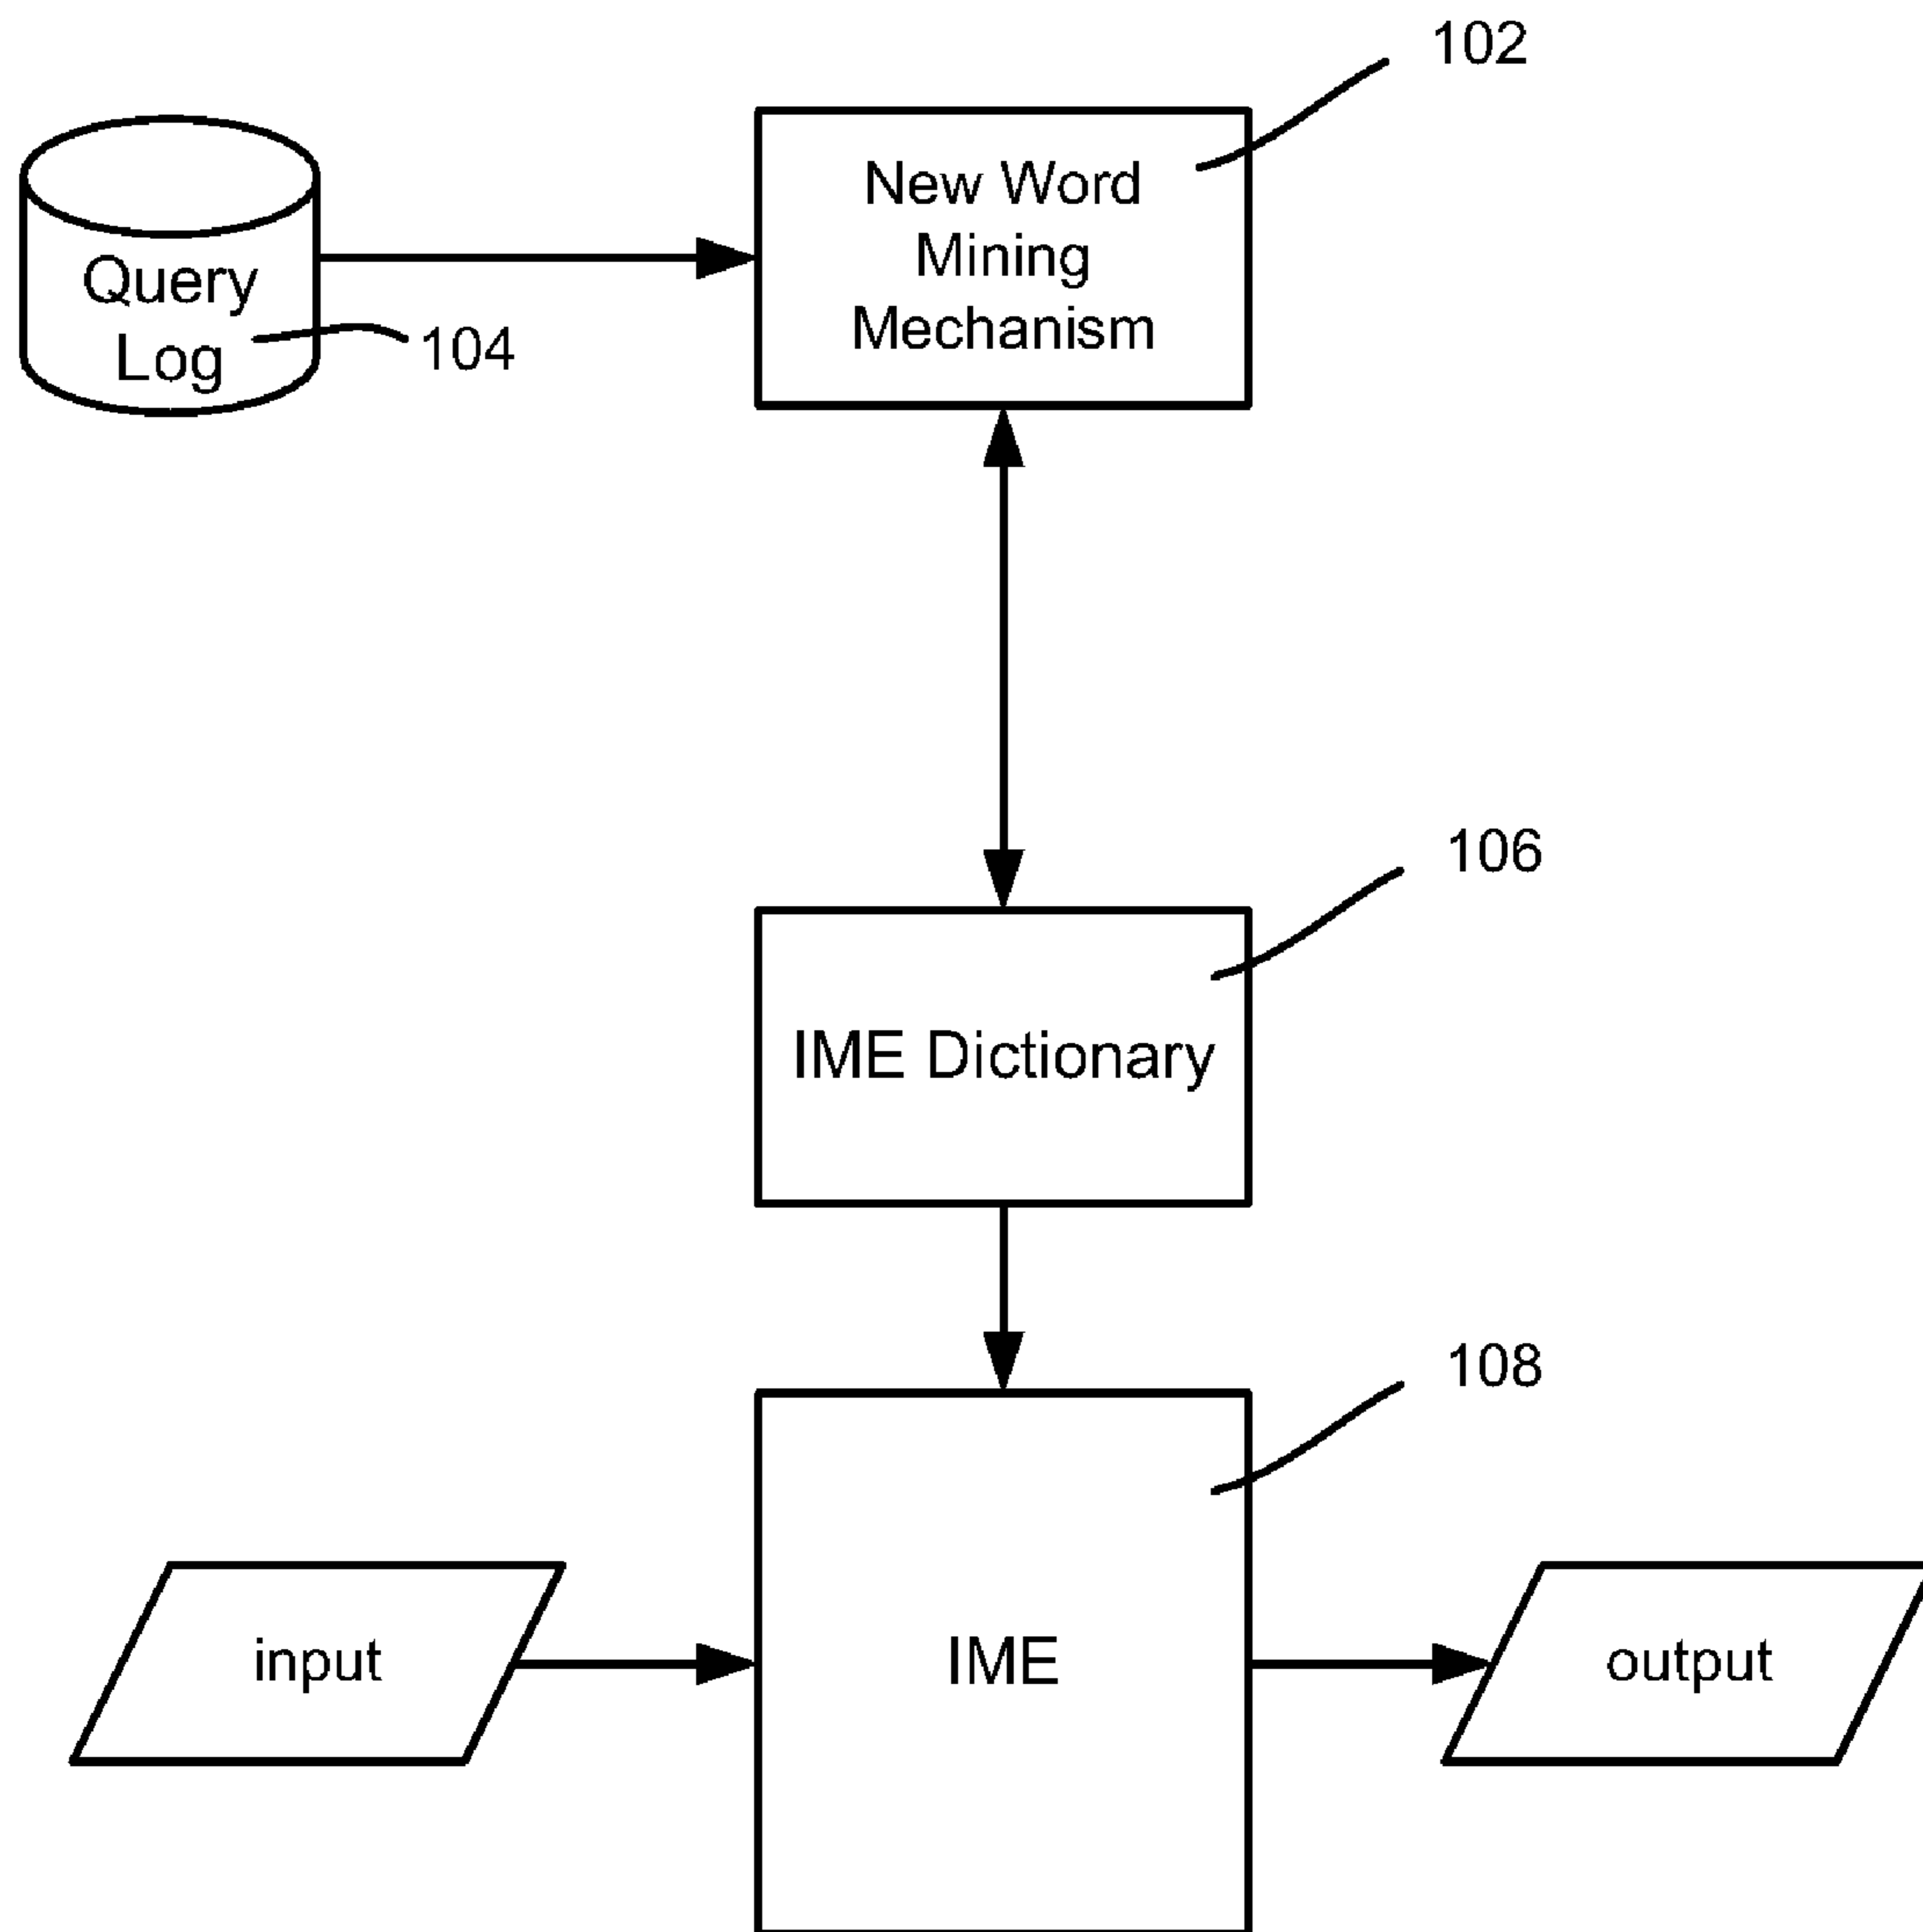 102
New Word
Mining
Mechanism
Query
Log
104
106
IME Dictionary
108
input
IME
output